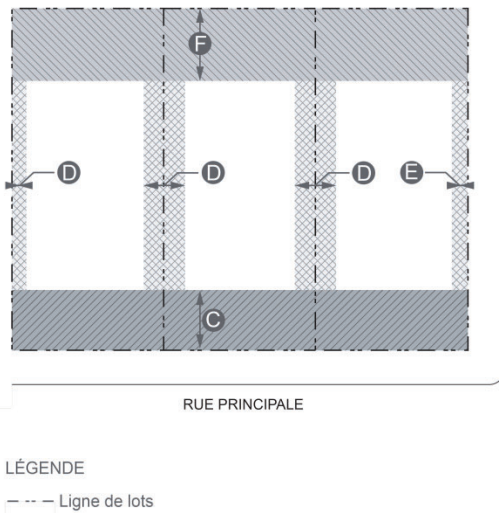 F
D D D E
C
RUE PRINCIPALE
LÉGENDE
Ligne de lots